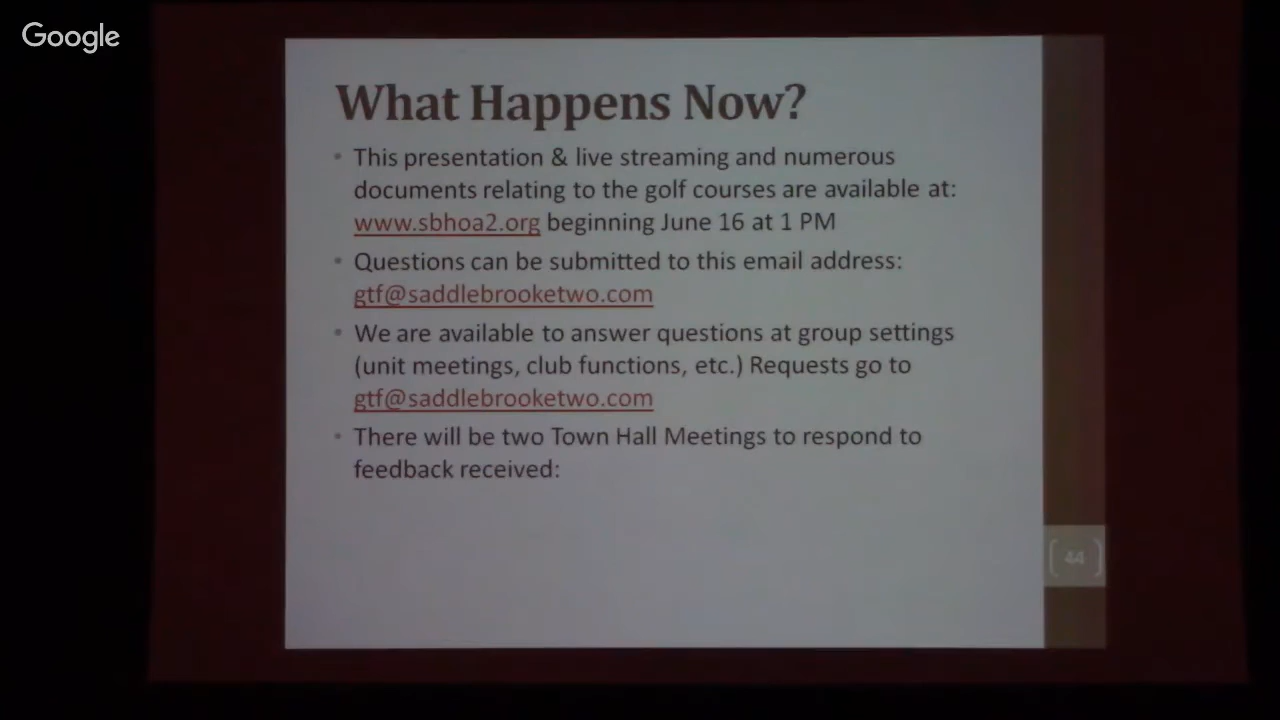 Google
What Happens Now?
• This presentation & live streaming and numerous
documents relating to the golf courses are available at:
www.sbhoa2.org beginning June 16 at 1 PM
• Questions can be submitted to this email address:
gtf@saddlebrooketwo.com
• We are available to answer questions at group settings
(unit meetings, club functions, etc.) Requests go to
gtf@saddlebrooketwo.com
• There will be two Town Hall Meetings to respond to
feedback received:
44